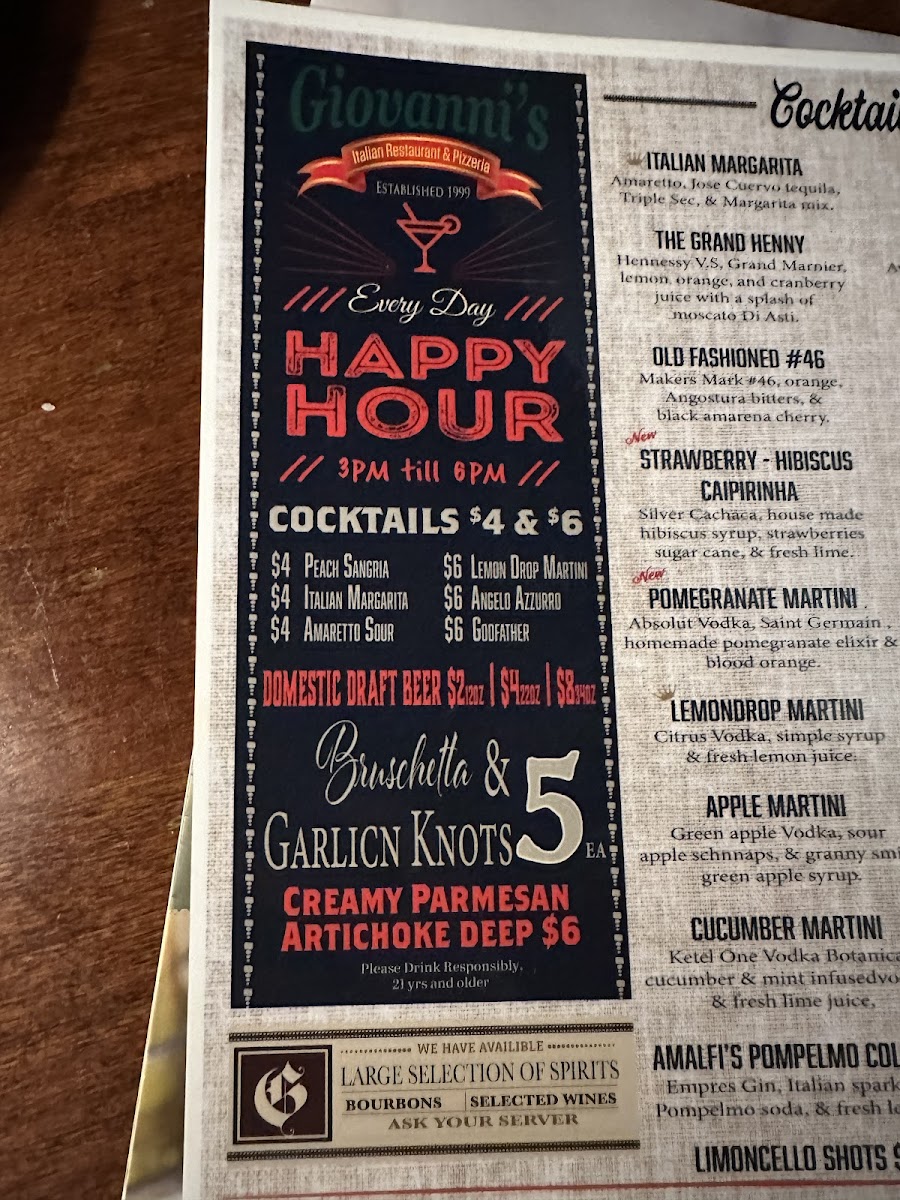 Giovanni's
Italian Restaurant & Pizzeria
ESTABLISHED 1999
/// Every Day ///
HAPPY
HOUR
// 3PM till 6PM //
COCKTAILS $4 & $6
$4 PEACH SANGRIA
$4 ITALIAN MARGARITA
$4 AMARETTO SOUR
$6 LEMON DROP MARTINI
$6 ANGELO AZZURRO
$6 GODFATHER
DOMESTIC DRAFT BEER $2 12OZ | $4 22OZ | $8 34OZ
Bruschetta &
GARLICN KNOTS 5 EA
CREAMY PARMESAN
ARTICHOKE DEEP $6
Please Drink Responsibly,
21 yrs and older
WE HAVE AVAILIBLE
G
LARGE SELECTION OF SPIRITS
BOURBONS | SELECTED WINES
ASK YOUR SERVER
Cocktai
ITALIAN MARGARITA
Amaretto, Jose Cuervo tequila,
Triple Sec, & Margarita mix.
THE GRAND HENNY
Hennessy V.S, Grand Marnier,
lemon, orange, and cranberry
juice with a splash of
moscato Di Asti.
OLD FASHIONED #46
Makers Mark #46, orange,
Angostura bitters, &
black amarena cherry.
New
STRAWBERRY - HIBISCUS
CAIPIRINHA
Silver Cachaca, house made
hibiscus syrup, strawberries
sugar cane, & fresh lime.
New
POMEGRANATE MARTINI
Absolut Vodka, Saint Germain,
homemade pomegranate elixir &
blood orange.
LEMONDROP MARTINI
Citrus Vodka, simple syrup
& fresh lemon juice.
APPLE MARTINI
Green apple Vodka, sour
apple schnnaps, & granny smi
green apple syrup.
CUCUMBER MARTINI
Ketel One Vodka Botanica
cucumber & mint infusedvo
& fresh lime juice,
AMALFI'S POMPELMO COL
Empres Gin, Italian spark
Pompelmo soda, & fresh le
LIMONCELLO SHOTS $